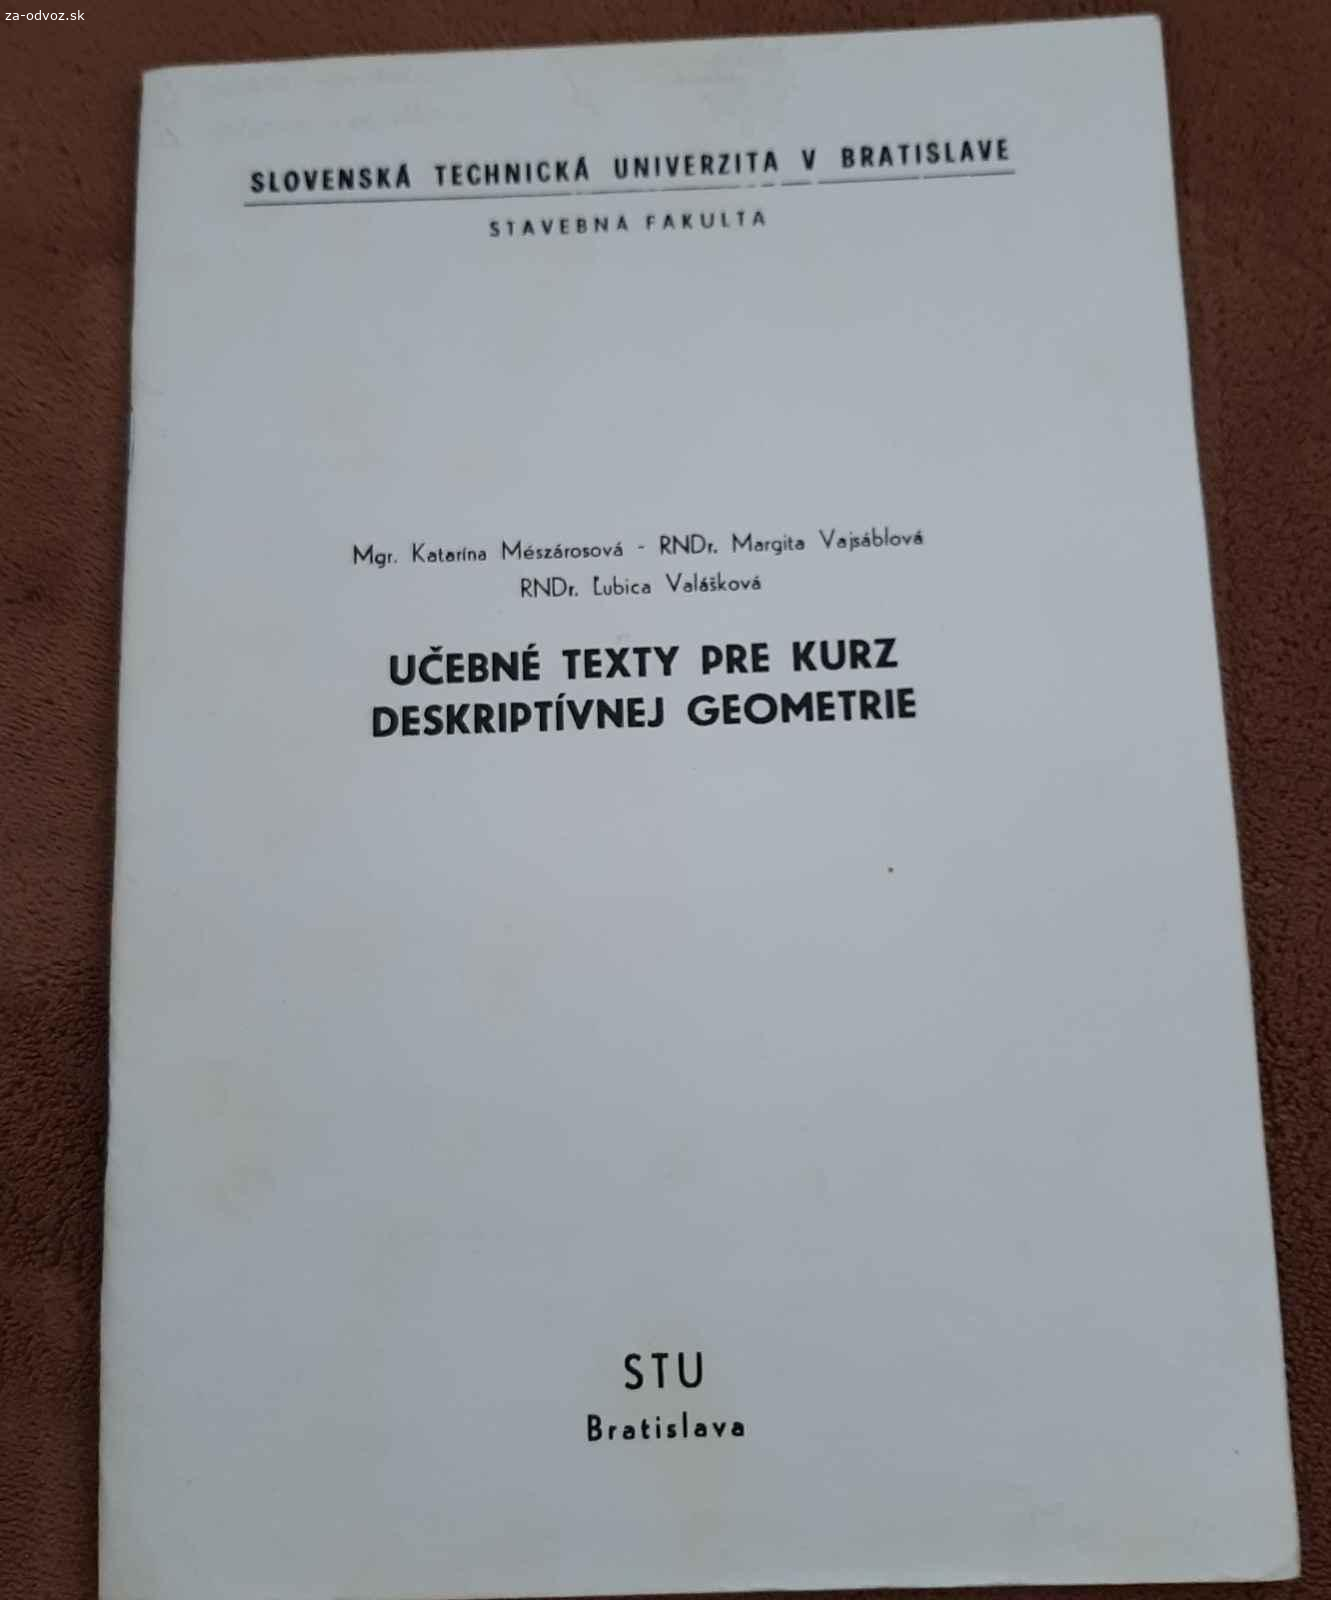 za-odvoz.sk
SLOVENSKÁ TECHNICKÁ UNIVERZITA V BRATISLAVE
STAVEBNÁ FAKULTA
Mgr. Katarína Mészárosová - RNDr. Margita Vajsáblová
RNDr. Ľubica Valášková
UČEBNÉ TEXTY PRE KURZ
DESKRIPTÍVNEJ GEOMETRIE
STU
Bratislava